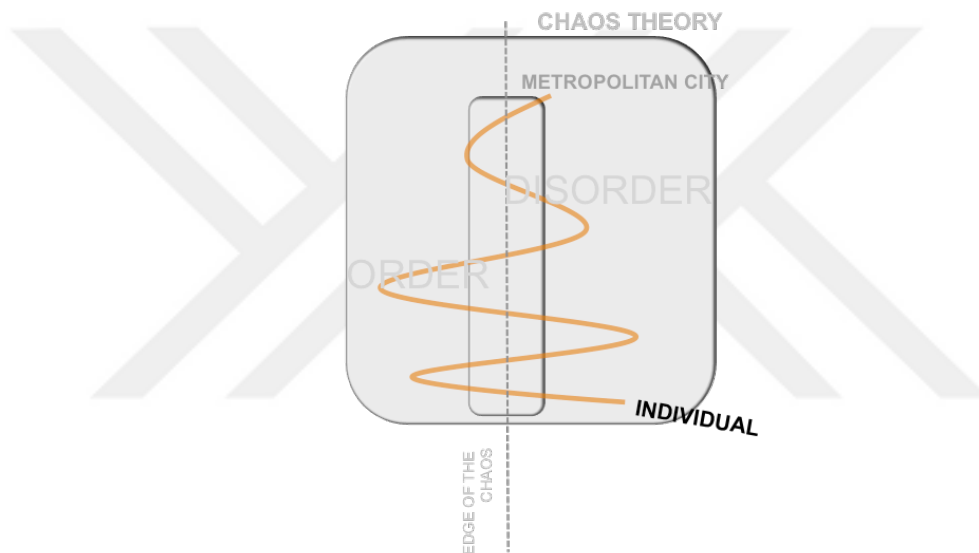 CHAOS THEORY
METROPOLITAN CITY
DISORDER
ORDER
INDIVIDUAL
EDGE OF THE
CHAOS